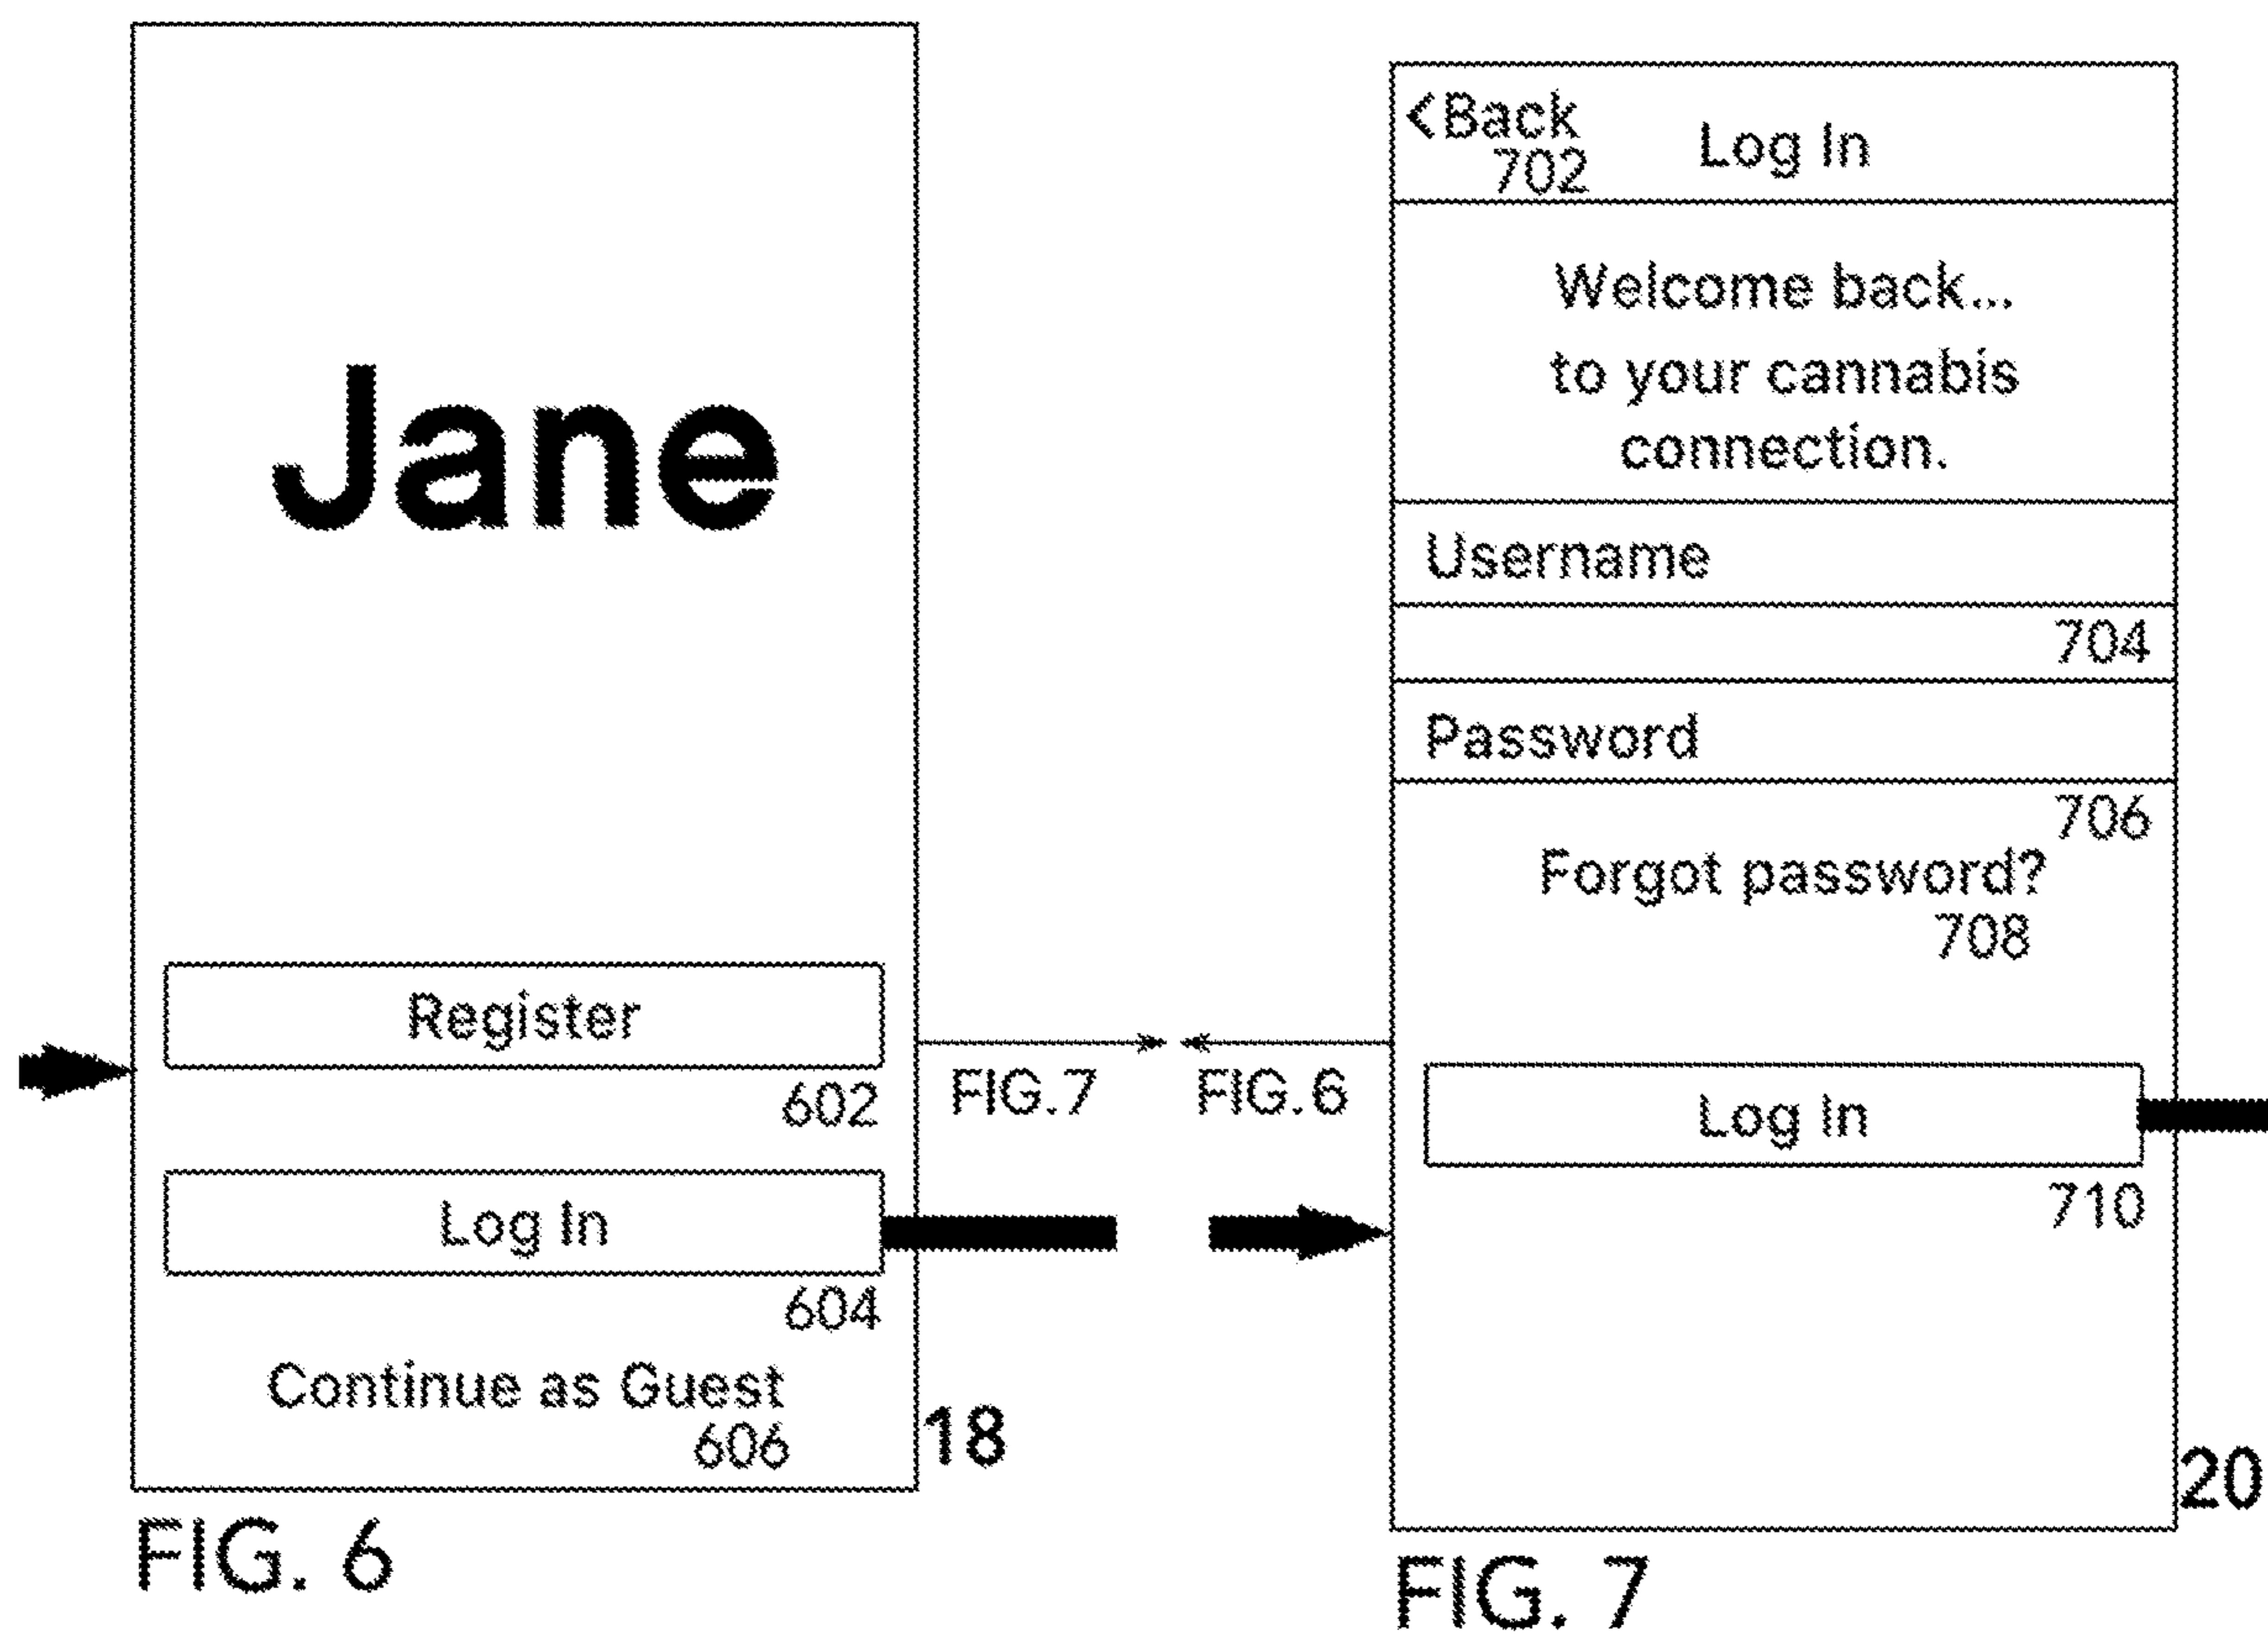 Jane
Register
602
Log In
604
Continue as Guest
606
18
FIG. 6
FIG. 7
FIG. 6
<Back
702
Log In
Welcome back...
to your cannabis
connection.
Username
704
Password
706
Forgot password?
708
Log In
710
20
FIG. 7